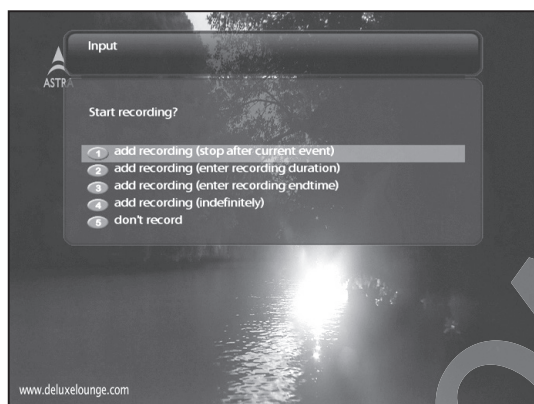 Input
ASTRA
Start recording?
1 add recording (stop after current event)
2 add recording (enter recording duration)
3 add recording (enter recording endtime)
4 add recording (indefinitely)
5 don't record
www.deluxelounge.com